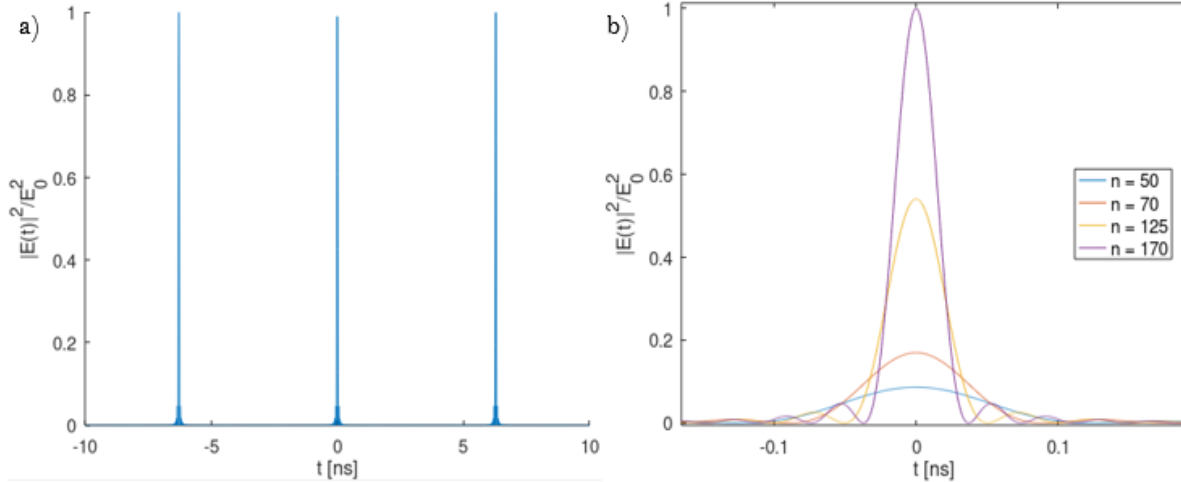 a)
1
0.8
0.6
0.4
0.2
0
|E(t)|²/E₀²
-10
-5
0
5
10
t [ns]
b)
1
0.8
0.6
0.4
0.2
0
|E(t)|²/E₀²
-0.1
0
0.1
t [ns]
n = 50
n = 70
n = 125
n = 170